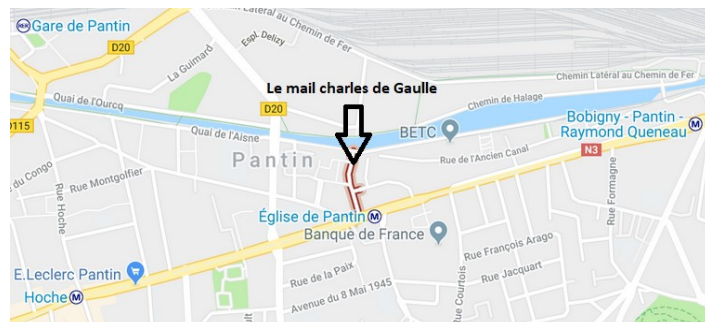 Gare de Pantin
D20
Espl. Delizy
Chemin Latéral au Chemin de Fer
La Guimard
Le mail charles de Gaulle
Chemin Latéral au Chemin de Fer
Quai de l'Ourcq
D20
Chemin de Halage
D115
Quai de l'Aisne
BETC
Bobigny - Pantin -
Raymond Queneau
N3
Pantin
Rue de l'Ancien Canal
du Congo
Rue Montgolfier
Rue Hoche
Rue Formagne
Église de Pantin
Banque de France
Rue François Arago
E.Leclerc Pantin
Rue de la Paix
Rue Courtois
Rue Jacquart
Hoche
Avenue du 8 Mai 1945